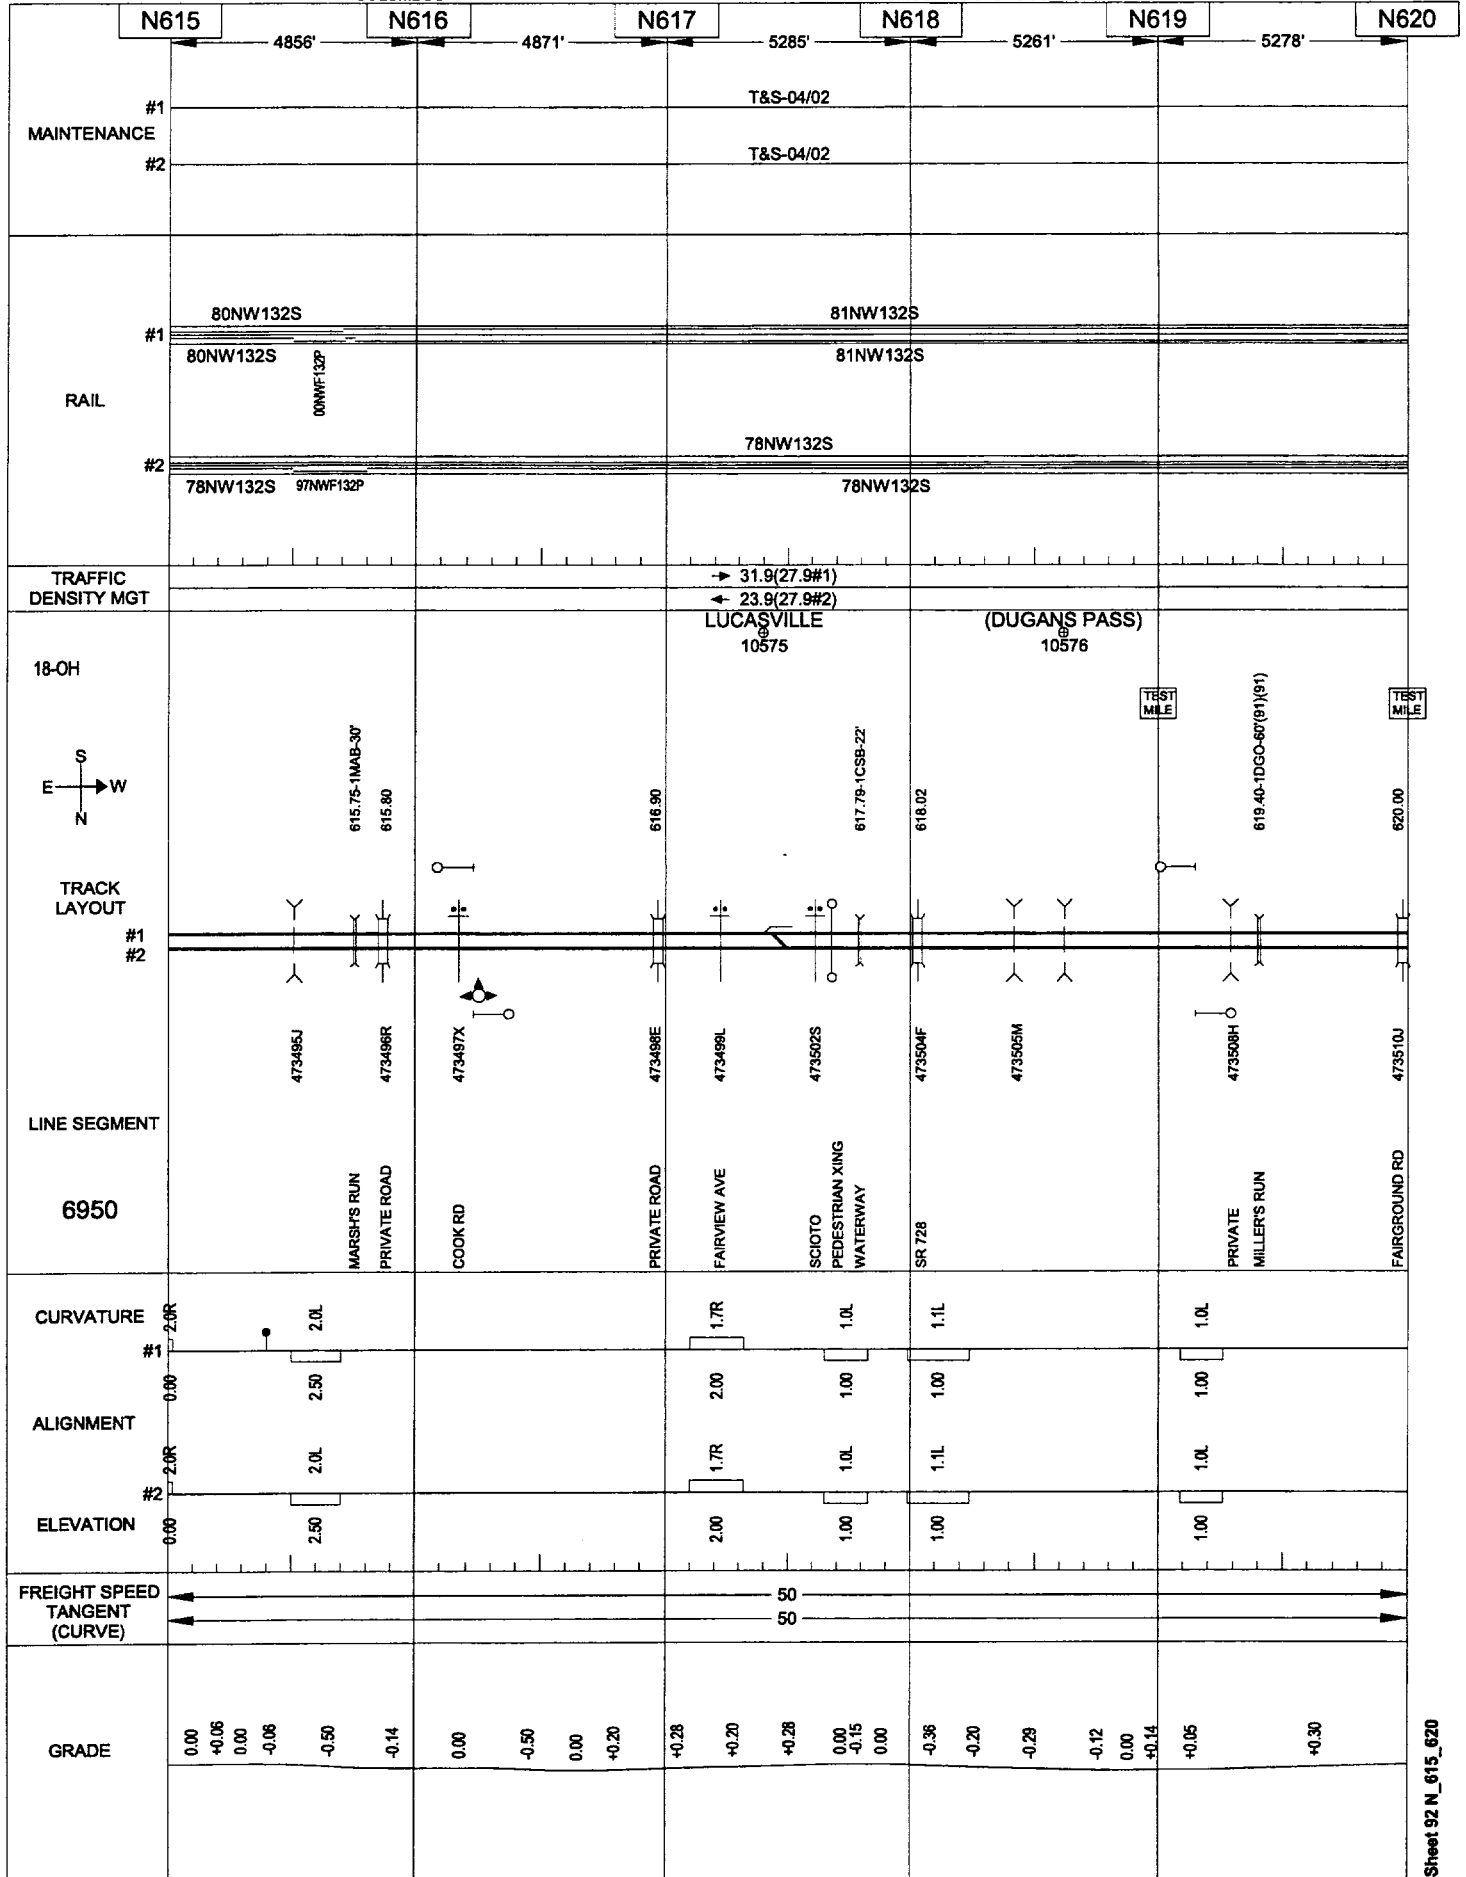 N615 N616 N617 N618 N619 N620
4856' 4871' 5285' 5261' 5278'
#1 T&S-04/02
MAINTENANCE
#2 T&S-04/02
80NW132S 81NW132S
#1
80NW132S 81NW132S
00NWF132P
RAIL
78NW132S
#2
78NW132S 97NWF132P 78NW132S
TRAFFIC
DENSITY MGT
31.9(27.9#1)
23.9(27.9#2)
LUCASVILLE (DUGANS PASS)
10575 10576
18-OH
TEST
MILE
TEST
MILE
S
E W
N
615.75-1MAB-30'
615.80
616.90
617.79-1CSB-22'
618.02
619.40-1DGO-60'(91)(91)
620.00
TRACK
LAYOUT
#1
#2
473495J
473496R
473497X
473498E
473499L
473502S
473504F
473505M
473508H
473510J
LINE SEGMENT
6950
MARSH'S RUN
PRIVATE ROAD
COOK RD
PRIVATE ROAD
FAIRVIEW AVE
SCIOTO
PEDESTRIAN XING
WATERWAY
SR 728
PRIVATE
MILLER'S RUN
FAIRGROUND RD
CURVATURE
2.0R 2.0L 1.7R 1.0L 1.1L 1.0L
#1
0.00 2.50 2.00 1.00 1.00 1.00
ALIGNMENT
2.0R 2.0L 1.7R 1.0L 1.1L 1.0L
#2
ELEVATION
0.00 2.50 2.00 1.00 1.00 1.00
FREIGHT SPEED
TANGENT
(CURVE)
50
50
GRADE
0.00 +0.06 0.00 -0.06 -0.50 -0.14 0.00 -0.50 0.00 +0.20 +0.28 +0.20 +0.28 0.00 -0.15 0.00 -0.36 -0.20 -0.29 -0.12 0.00 +0.14 +0.05 +0.30
Sheet 92 N_615_620